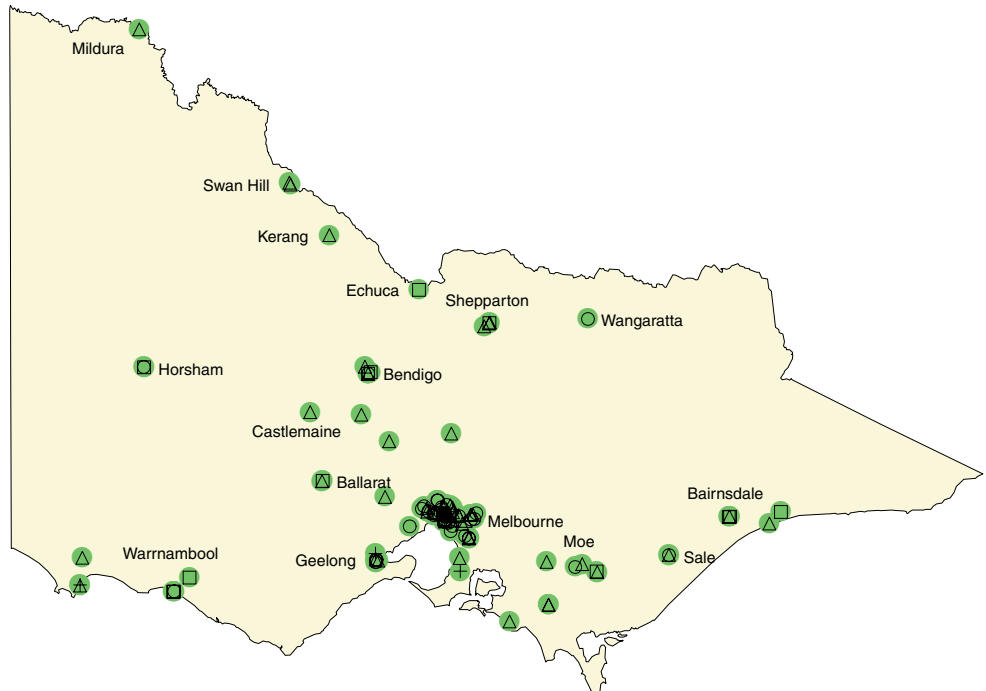 Mildura
Swan Hill
Kerang
Echuca
Shepparton
Wangaratta
Horsham
Bendigo
Castlemaine
Ballarat
Bairnsdale
Melbourne
Moe
Warrnambool
Geelong
Sale